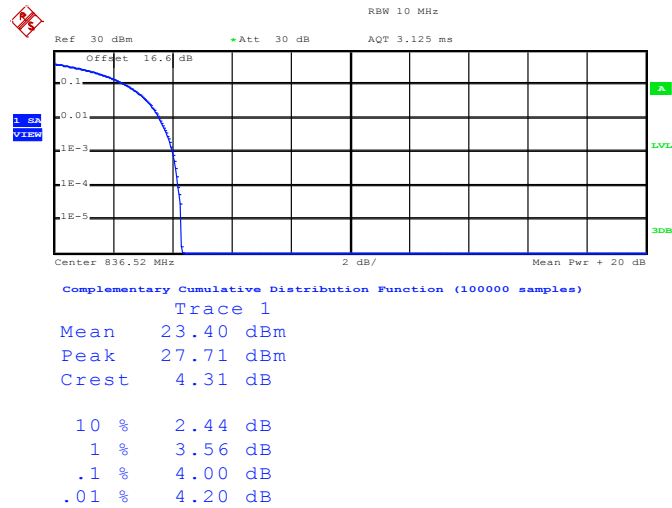 RBW 10 MHz
Ref 30 dBm *Att 30 dB AQT 3.125 ms
Offset 16.6 dB
0.1
0.01
1E-3
1E-4
1E-5
1 SA
VIEW
A
LVL
3DB
Center 836.52 MHz 2 dB/ Mean Pwr + 20 dB
Complementary Cumulative Distribution Function (100000 samples)
Trace 1
Mean 23.40 dBm
Peak 27.71 dBm
Crest 4.31 dB
10 % 2.44 dB
1 % 3.56 dB
.1 % 4.00 dB
.01 % 4.20 dB